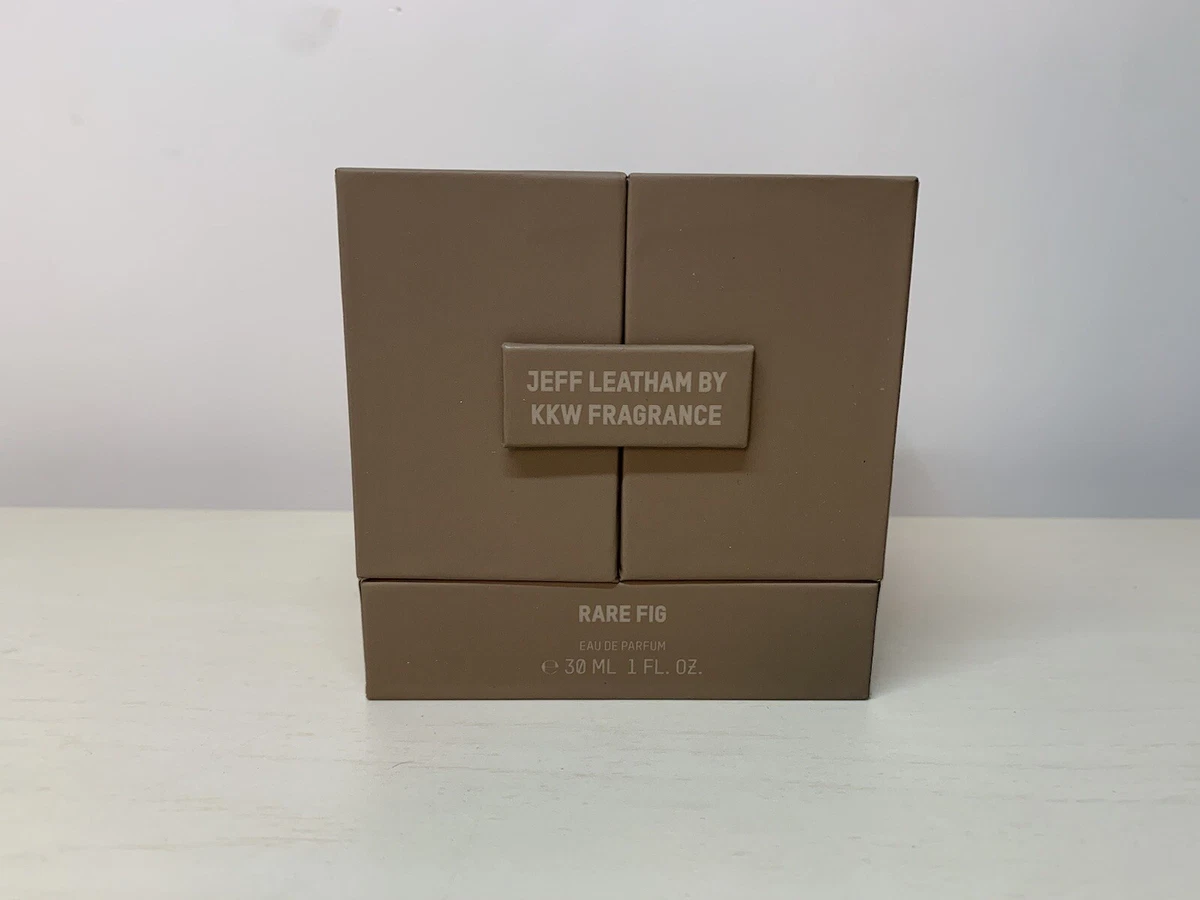 JEFF LEATHAM BY
KKW FRAGRANCE
RARE FIG
EAU DE PARFUM
℮ 30 ML 1 FL. OZ.